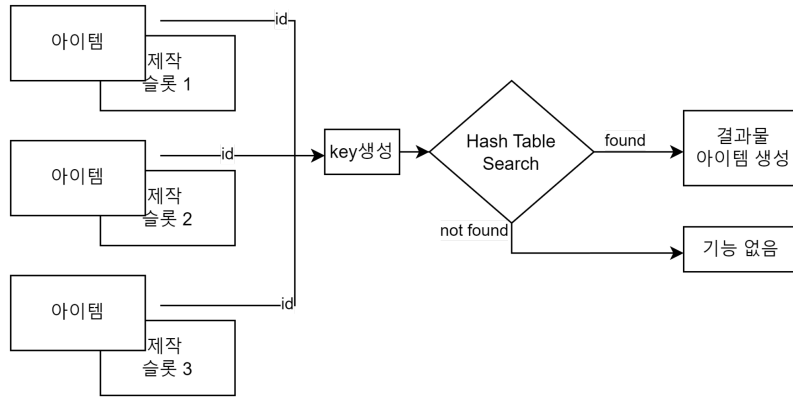 아이템
id
제작
슬롯 1
아이템
id
제작
슬롯 2
아이템
id
제작
슬롯 3
key생성
Hash Table
Search
found
not found
결과물
아이템 생성
기능 없음